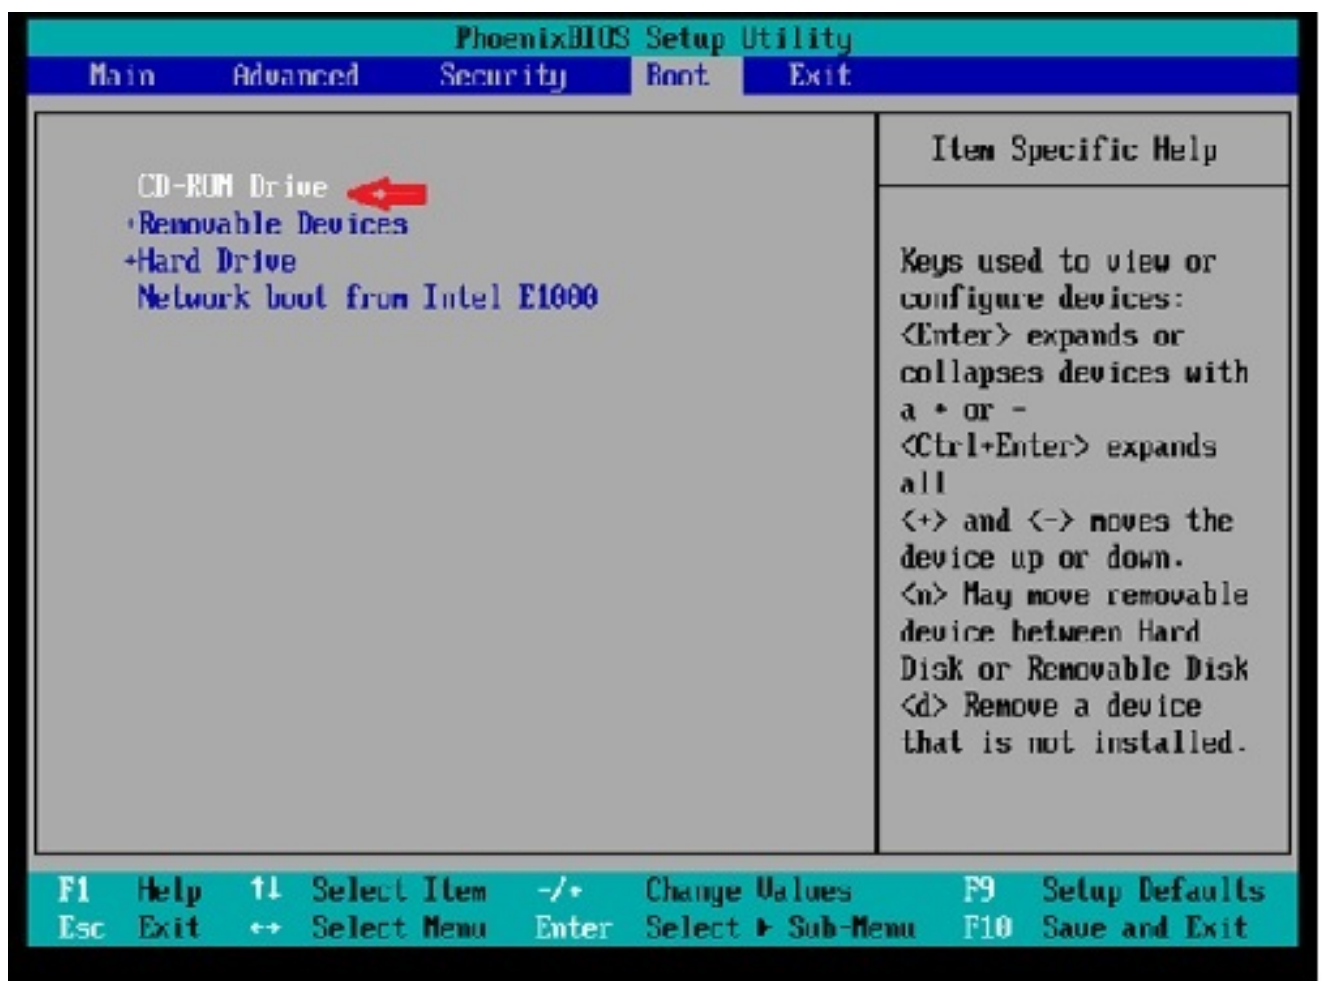 PhoenixBIOS Setup Utility
Main Advanced Security Boot Exit
CD-ROM Drive
+Removable Devices
+Hard Drive
Network boot from Intel E1000
Item Specific Help
Keys used to view or
configure devices:
<Enter> expands or
collapses devices with
a + or -
<Ctrl+Enter> expands
all
<+> and <-> moves the
device up or down.
<n> May move removable
device between Hard
Disk or Removable Disk
<d> Remove a device
that is not installed.
F1 Help ↑↓ Select Item -/+ Change Values F9 Setup Defaults
Esc Exit ↔ Select Menu Enter Select ▶ Sub-Menu F10 Save and Exit